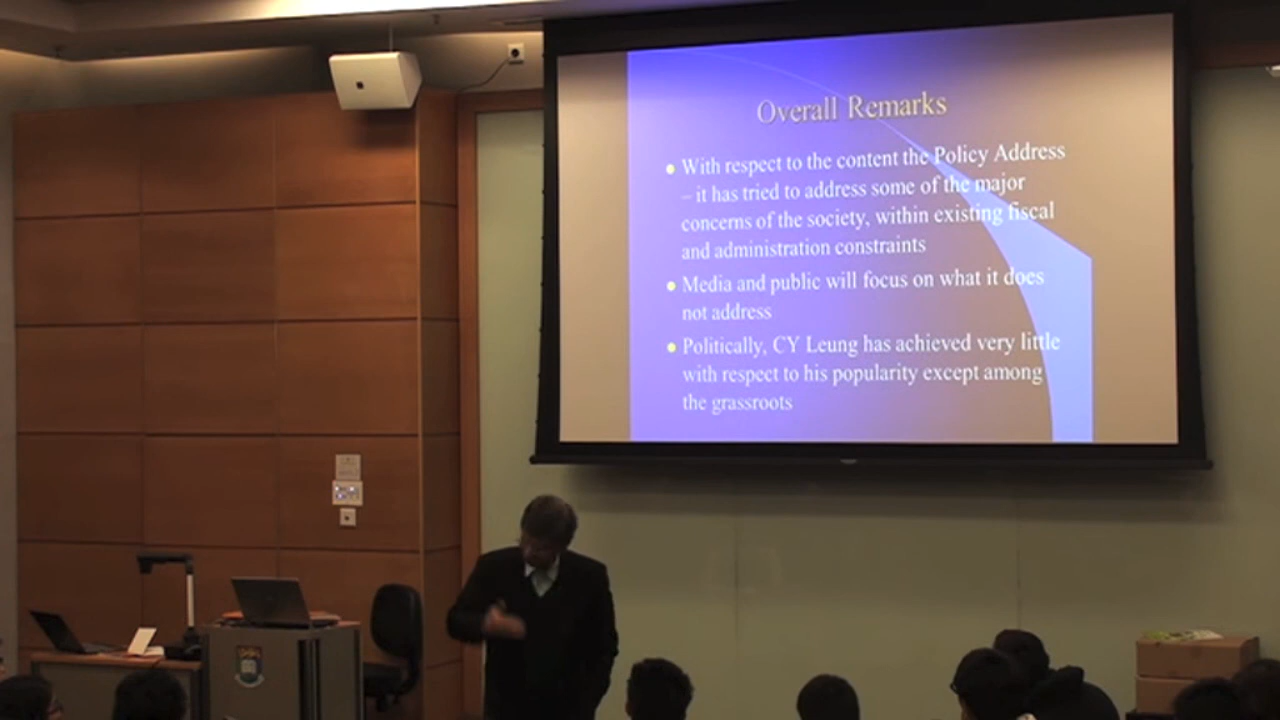 Overall Remarks
With respect to the content the Policy Address
– it has tried to address some of the major
concerns of the society, within existing fiscal
and administration constraints
Media and public will focus on what it does
not address
Politically, CY Leung has achieved very little
with respect to his popularity except among
the grassroots